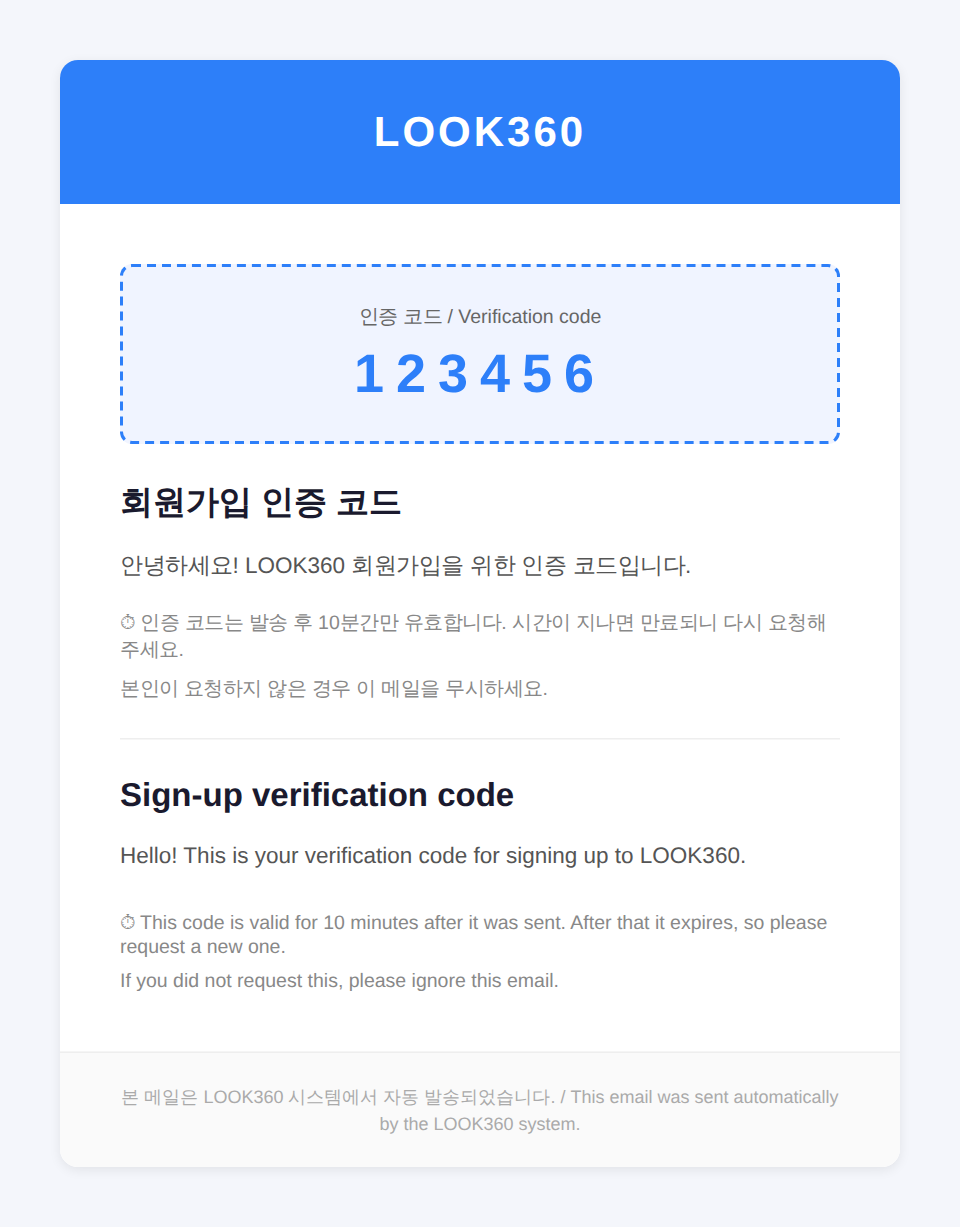 LOOK360
인증 코드 / Verification code
123456
회원가입 인증 코드
안녕하세요! LOOK360 회원가입을 위한 인증 코드입니다.
⏱ 인증 코드는 발송 후 10분간만 유효합니다. 시간이 지나면 만료되니 다시 요청해
주세요.
본인이 요청하지 않은 경우 이 메일을 무시하세요.
Sign-up verification code
Hello! This is your verification code for signing up to LOOK360.
⏱ This code is valid for 10 minutes after it was sent. After that it expires, so please
request a new one.
If you did not request this, please ignore this email.
본 메일은 LOOK360 시스템에서 자동 발송되었습니다. / This email was sent automatically
by the LOOK360 system.